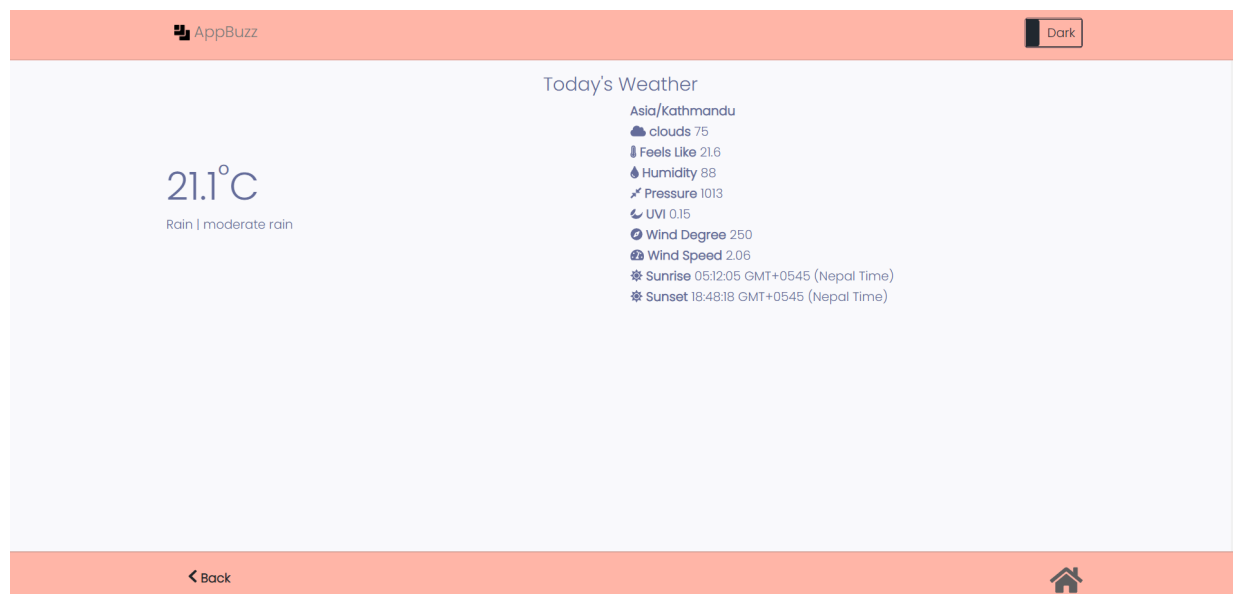 AppBuzz
Dark
Today's Weather
21.1°C
Rain | moderate rain
Asia/Kathmandu
clouds 75
Feels Like 21.6
Humidity 88
Pressure 1013
UVI 0.15
Wind Degree 250
Wind Speed 2.06
Sunrise 05:12:05 GMT+0545 (Nepal Time)
Sunset 18:48:18 GMT+0545 (Nepal Time)
Back